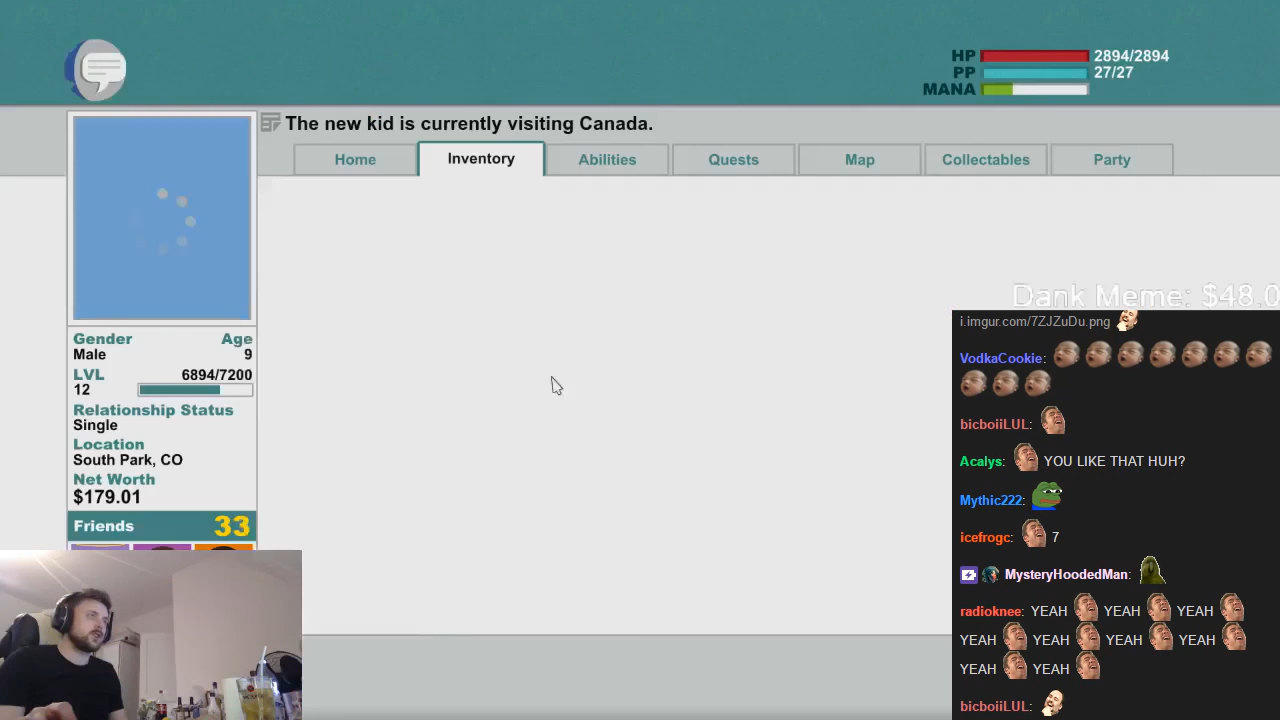 HP 2894/2894
PP 27/27
MANA
The new kid is currently visiting Canada.
Home Inventory Abilities Quests Map Collectables Party
Gender Age
Male 9
LVL 6894/7200
12
Relationship Status
Single
Location
South Park, CO
Net Worth
$179.01
Friends 33
Dank Meme: $48.0
i.imgur.com/7ZJZuDu.png
VodkaCookie:
bicboiiLUL:
Acalys: YOU LIKE THAT HUH?
Mythic222:
icefrogc: 7
MysteryHoodedMan:
radioknee: YEAH YEAH YEAH
YEAH YEAH YEAH YEAH
YEAH YEAH
bicboiiLUL: